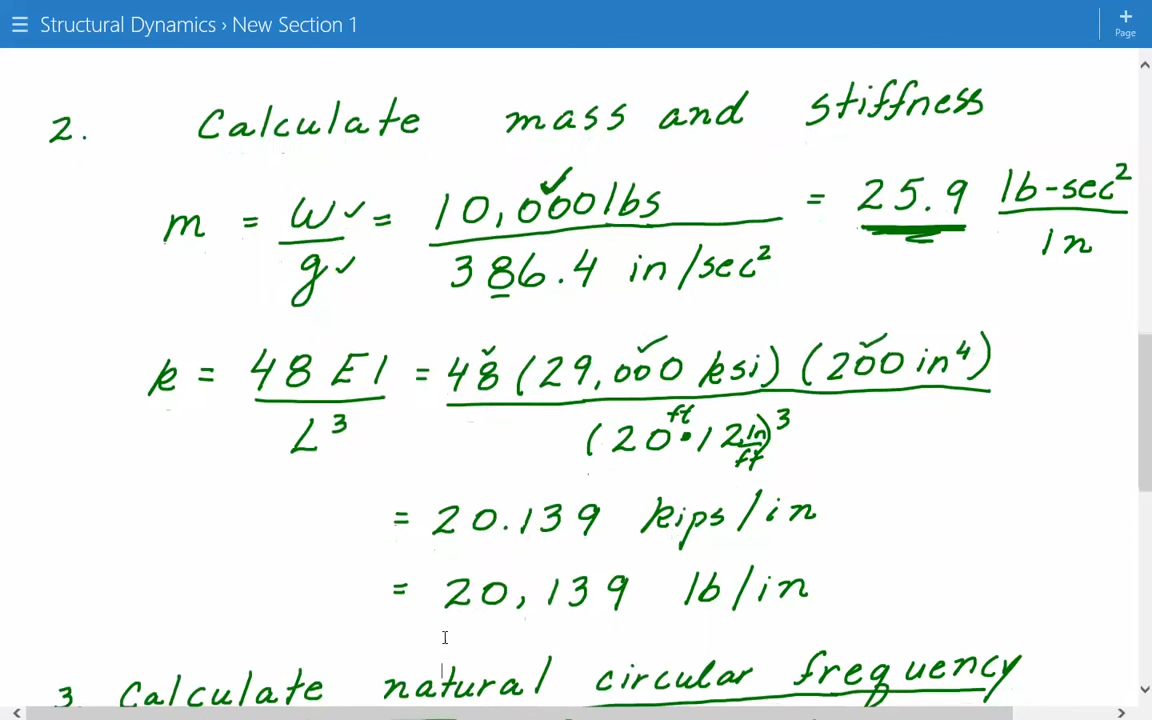 Structural Dynamics › New Section 1
+
Page
2. Calculate mass and stiffness
m = W/g = 10,000 lbs / 386.4 in/sec² = 25.9 lb-sec²/in
k = 48 EI / L³ = 48 (29,000 ksi) (200 in⁴) / (20 ft · 12 in/ft)³
= 20.139 kips/in
= 20,139 lb/in
3. Calculate natural circular frequency